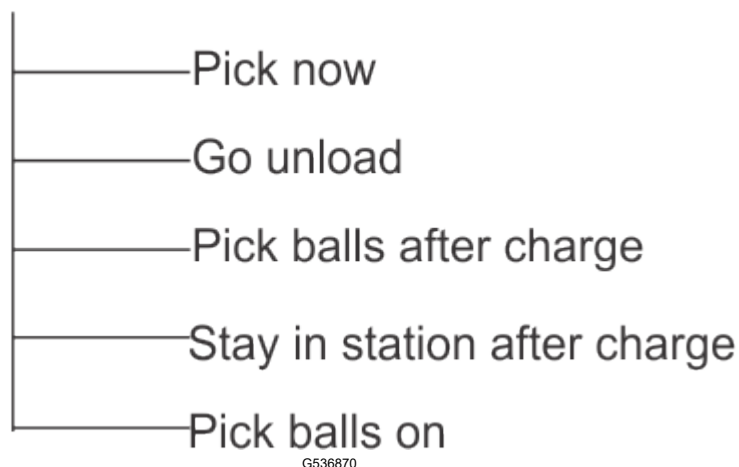 Pick now
Go unload
Pick balls after charge
Stay in station after charge
Pick balls on
G536870